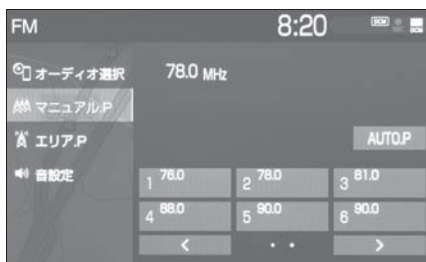 FM 8:20 DCM DCM
オーディオ選択 78.0 MHz
マニュアル.P
エリア.P AUTO.P
音設定
1 76.0 2 78.0 3 81.0
4 88.0 5 90.0 6 90.0
< · · >